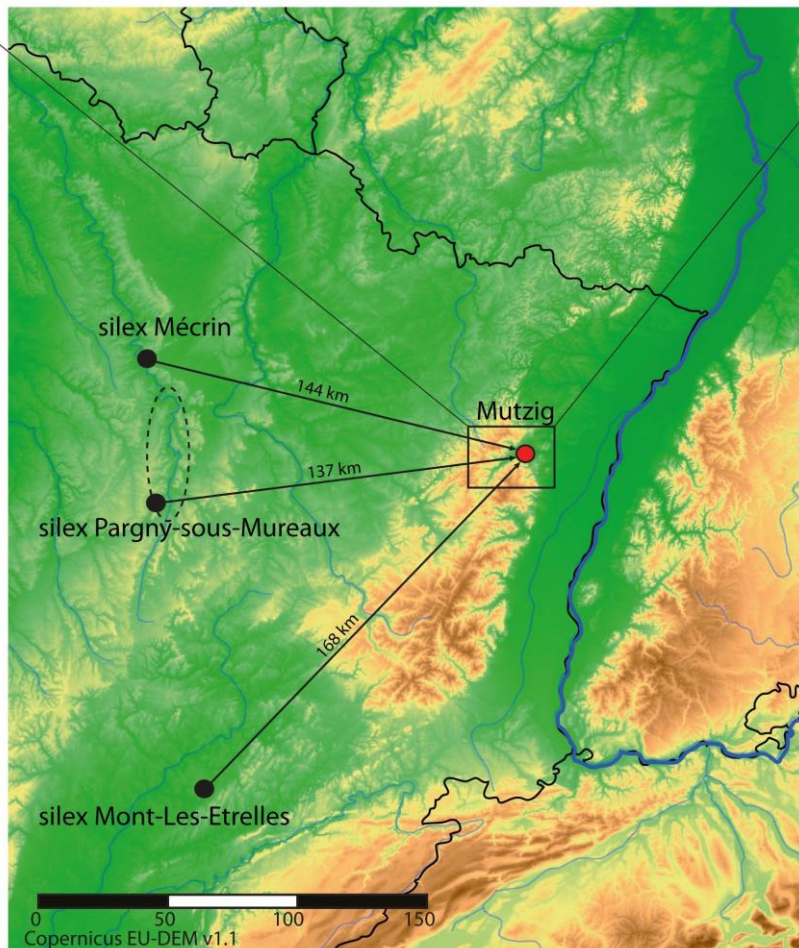 silex Mécrin
144 km
Mutzig
137 km
silex Pargny-sous-Mureaux
168 km
silex Mont-Les-Etrelles
0 50 100 150
Copernicus EU-DEM v1.1